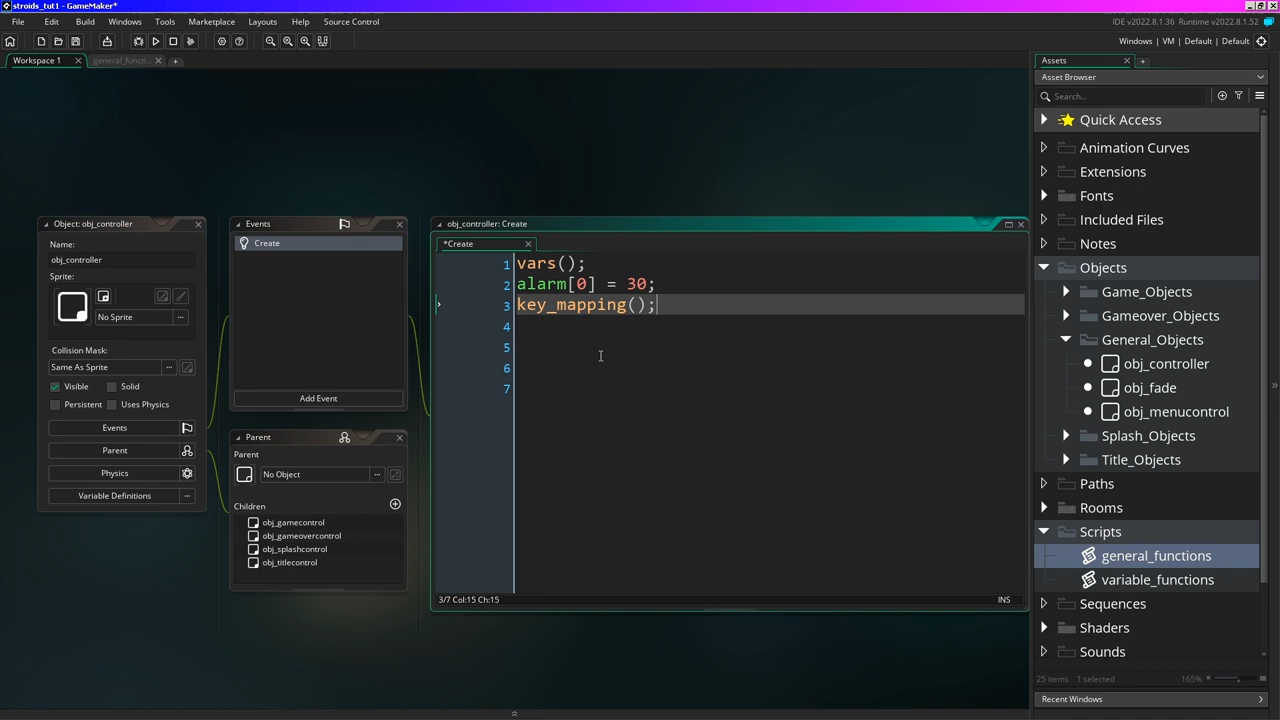 stroids_tut1 - GameMaker*
File Edit Build Windows Tools Marketplace Layouts Help Source Control
IDE v2022.8.1.36 Runtime v2022.8.1.52
Windows | VM | Default | Default
Workspace 1
general_functi...
Assets
Asset Browser
Search...
Quick Access
Animation Curves
Extensions
Fonts
Included Files
Notes
Objects
Game_Objects
Gameover_Objects
General_Objects
obj_controller
obj_fade
obj_menucontrol
Splash_Objects
Title_Objects
Paths
Rooms
Scripts
general_functions
variable_functions
Sequences
Shaders
Sounds
25 items 1 selected 165%
Recent Windows
Object: obj_controller
Name:
obj_controller
Sprite:
No Sprite
Collision Mask:
Same As Sprite
Visible Solid
Persistent Uses Physics
Events
Parent
Physics
Variable Definitions
Events
Create
Add Event
Parent
Parent
No Object
Children
obj_gamecontrol
obj_gameovercontrol
obj_splashcontrol
obj_titlecontrol
obj_controller: Create
*Create
1 vars();
2 alarm[0] = 30;
3 key_mapping();
4
5
6
7
3/7 Col:15 Ch:15 INS